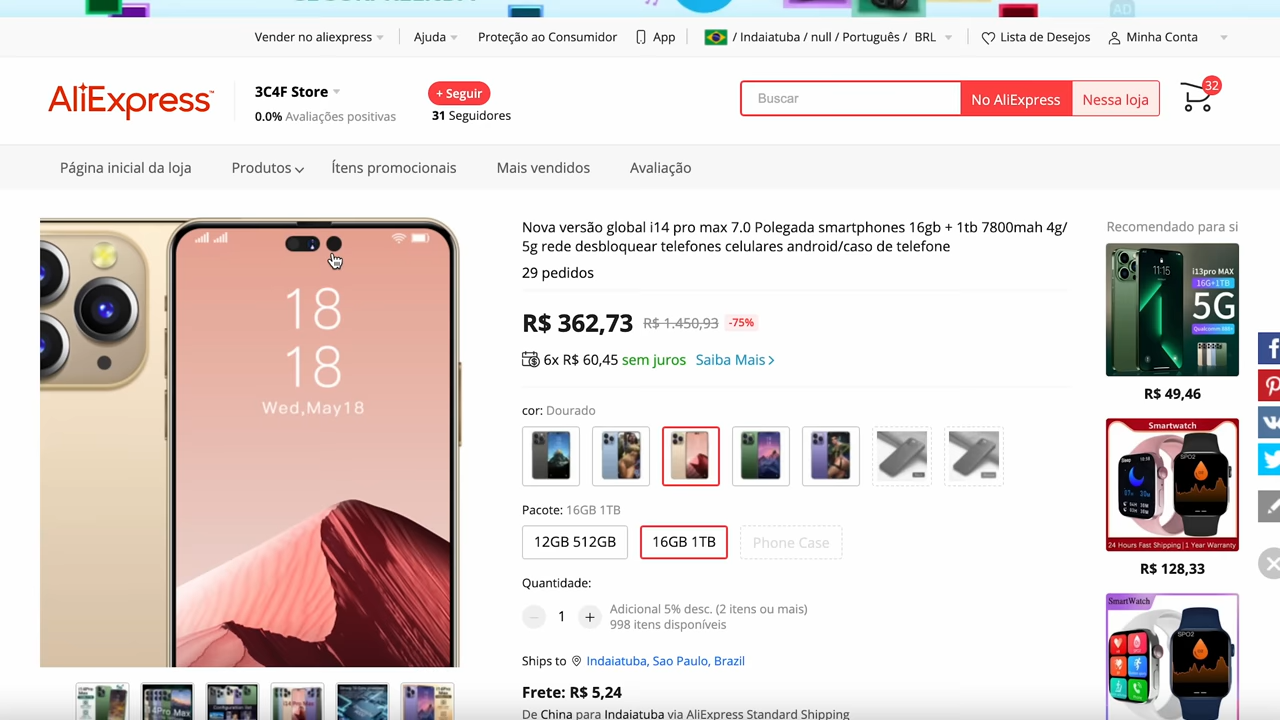 AD
Vender no aliexpress
Ajuda
Proteção ao Consumidor
App
/ Indaiatuba / null / Português / BRL
Lista de Desejos
Minha Conta
AliExpress
3C4F Store
0.0% Avaliações positivas
+ Seguir
31 Seguidores
Buscar
No AliExpress
Nessa loja
32
Página inicial da loja
Produtos
Ítens promocionais
Mais vendidos
Avaliação
18
18
Wed,May18
Nova versão global i14 pro max 7.0 Polegada smartphones 16gb + 1tb 7800mah 4g/
5g rede desbloquear telefones celulares android/caso de telefone
29 pedidos
R$ 362,73 R$ 1.450,93 -75%
6x R$ 60,45 sem juros Saiba Mais
cor: Dourado
Pacote: 16GB 1TB
12GB 512GB
16GB 1TB
Phone Case
Quantidade:
1
Adicional 5% desc. (2 itens ou mais)
998 itens disponíveis
Ships to Indaiatuba, Sao Paulo, Brazil
Frete: R$ 5,24
De China para Indaiatuba via AliExpress Standard Shipping
Recomendado para si
11:15
i13pro MAX
16G+1TB
5G
R$ 49,46
Smartwatch
SPO2
24 Hours Fast Shipping | 1 Year Warranty
R$ 128,33
SmartWatch
SPO2